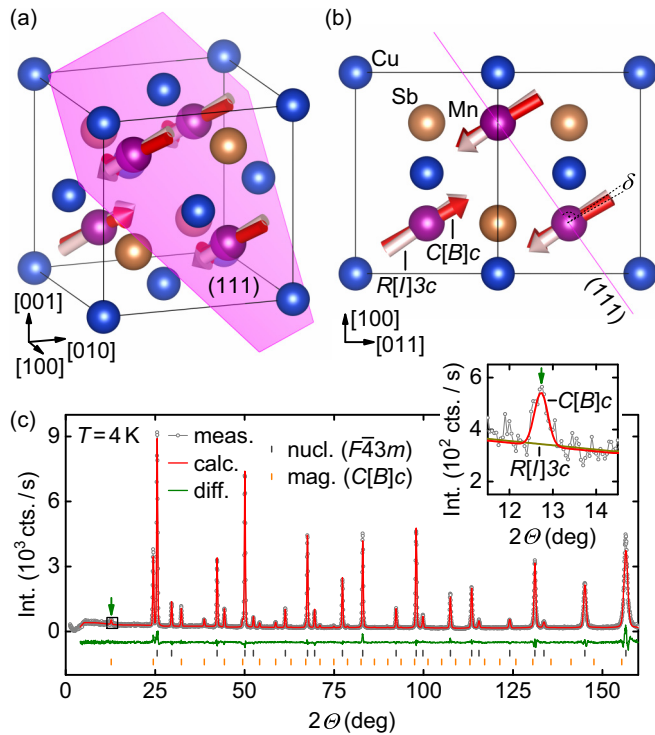 (a)
(111)
[001]
[010]
[100]
(b)
Cu
Sb
Mn
δ
C[B]c
R[I]3c
(111)
[100]
[011]
(c)
T = 4 K
meas.
calc.
diff.
nucl. (F4̅3m)
mag. (C[B]c)
Int. (10³ cts. / s)
9
6
3
0
0 25 50 75 100 125 150
2Θ (deg)
Int. (10² cts. / s)
6
4
2
C[B]c
R[I]3c
12 13 14
2Θ (deg)